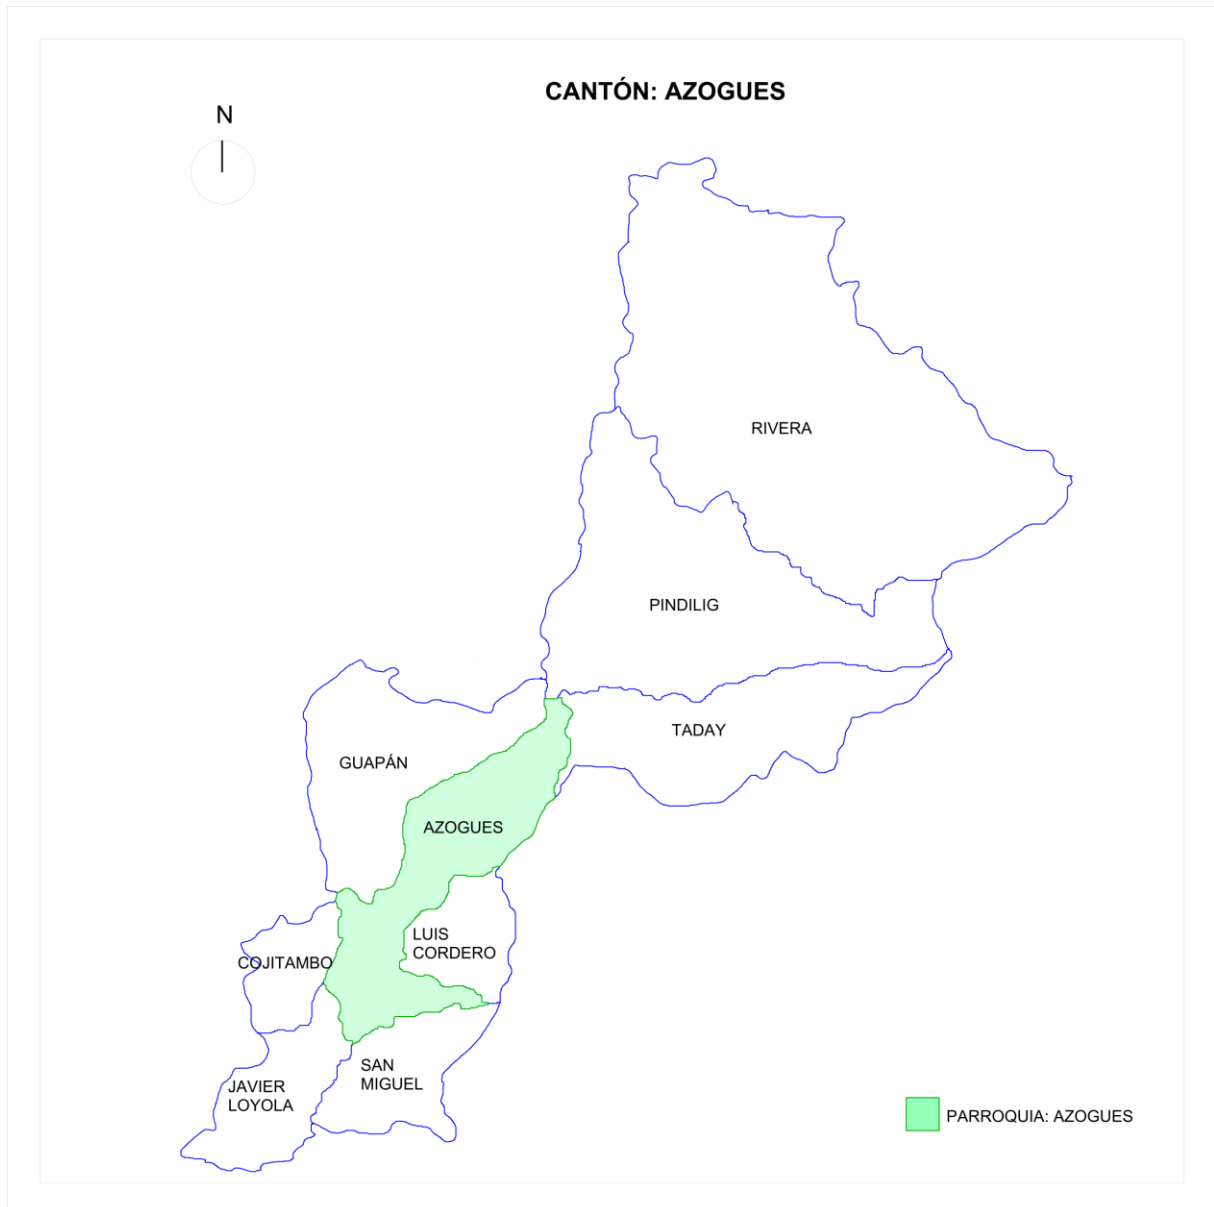 CANTÓN: AZOGUES
N
RIVERA
PINDILIG
TADAY
GUAPÁN
AZOGUES
LUIS
CORDERO
COJITAMBO
SAN
MIGUEL
JAVIER
LOYOLA
PARROQUIA: AZOGUES